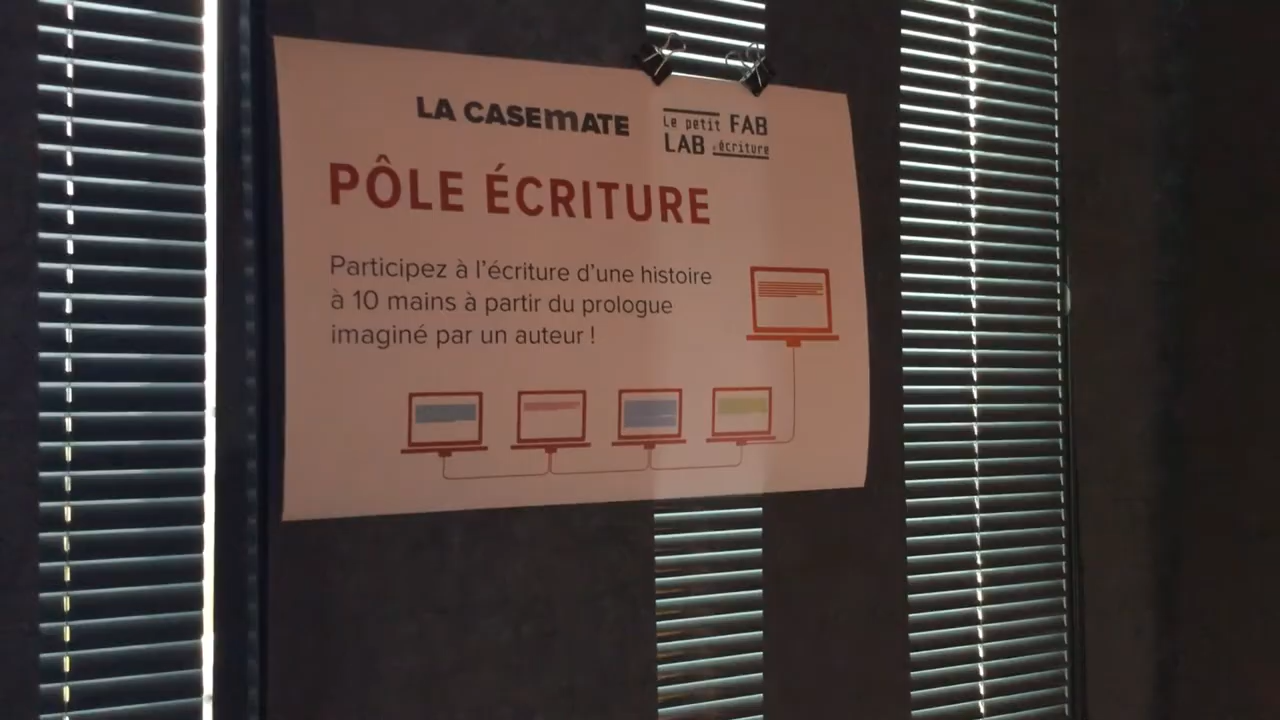 LA CASEmATE
Le petit FAB
LAB d'écriture
PÔLE ÉCRITURE
Participez à l'écriture d'une histoire
à 10 mains à partir du prologue
imaginé par un auteur !